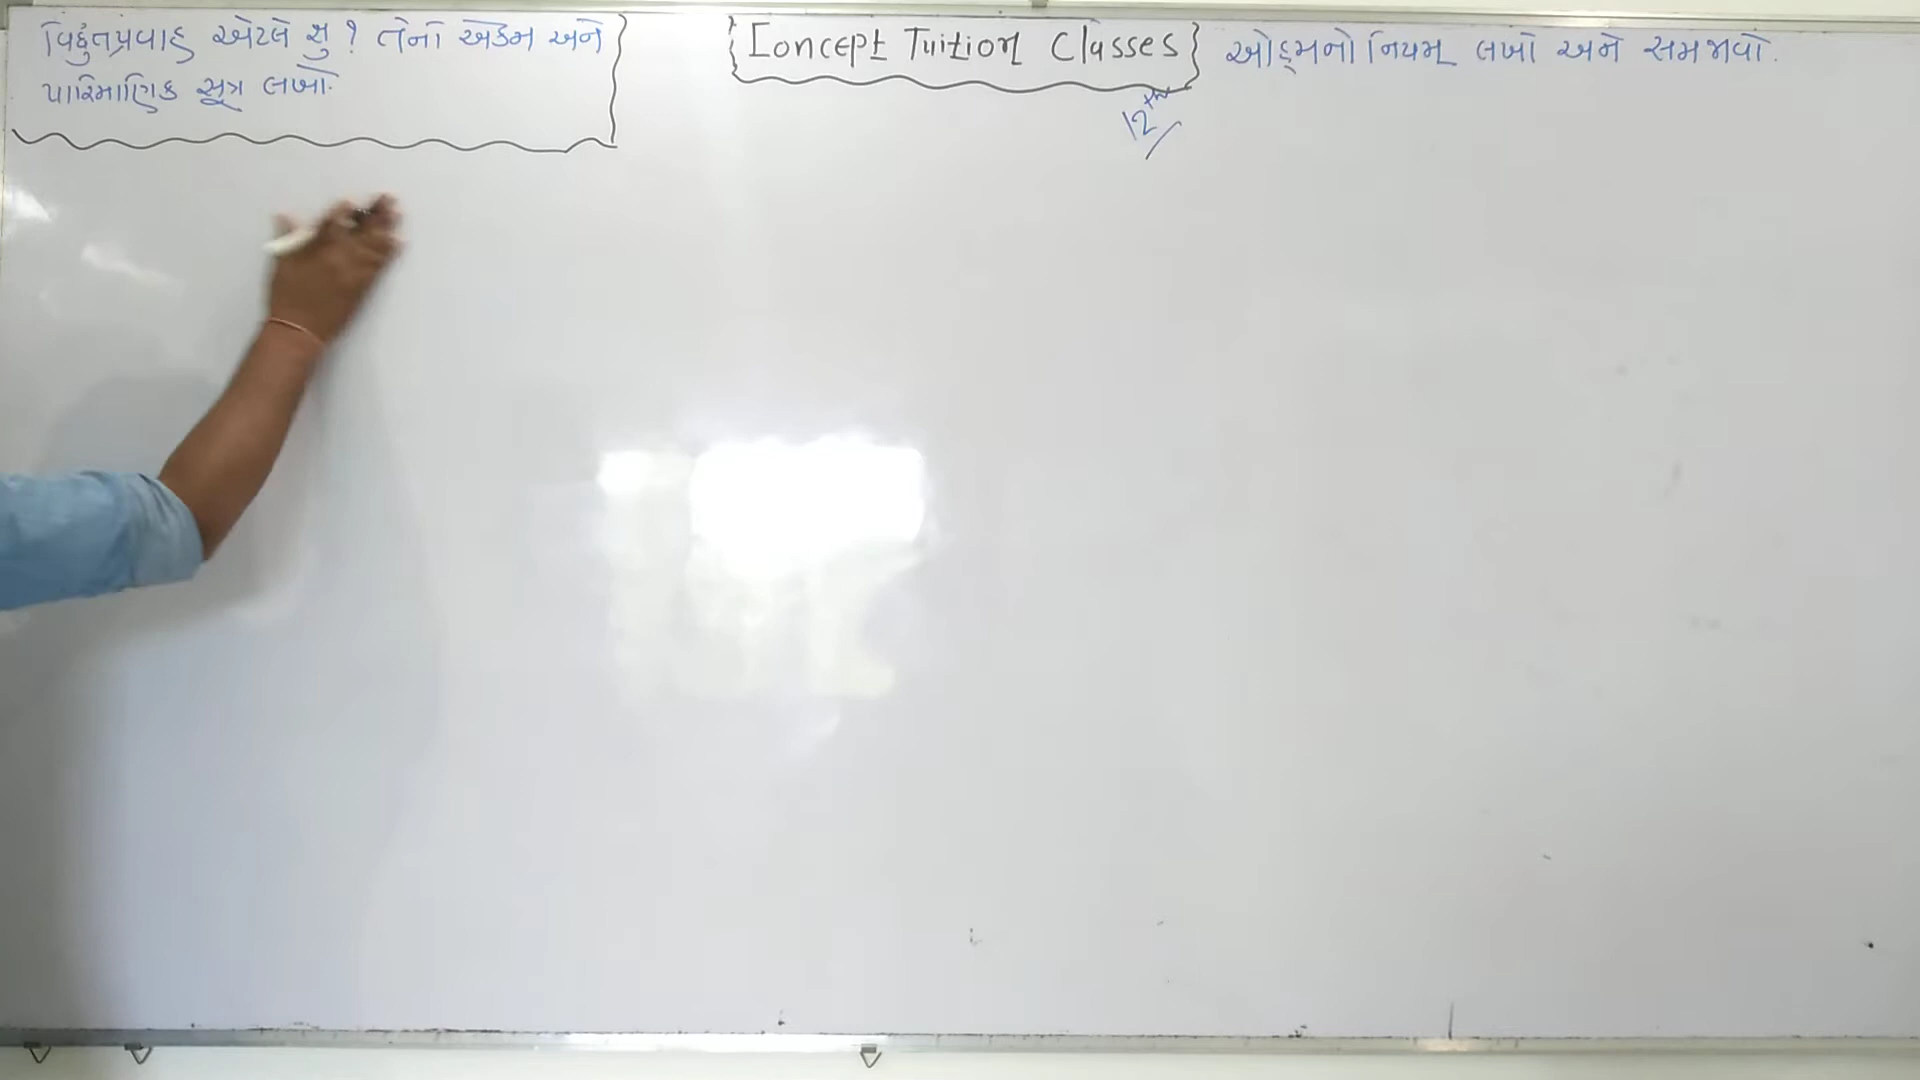 વિદ્યુતપ્રવાહ એટલે શુ ? તેનો એકમ અને
પારિમાણિક સૂત્ર લખો.
Concept Tuition Classes
12th
ઓહ્મનો નિયમ લખો અને સમજાવો.